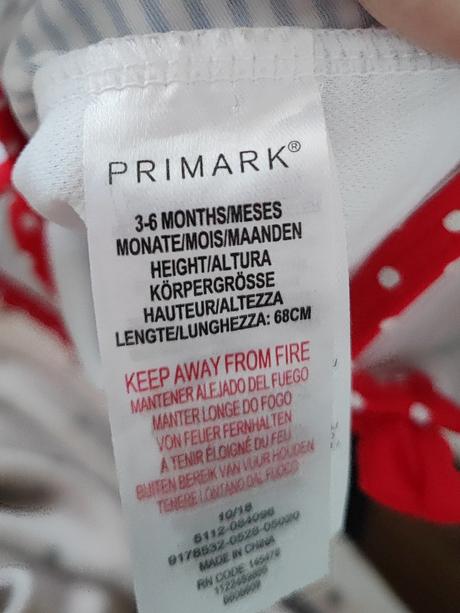 PRIMARK®
3-6 MONTHS/MESES
MONATE/MOIS/MAANDEN
HEIGHT/ALTURA
KÖRPERGRÖSSE
HAUTEUR/ALTEZZA
LENGTE/LUNGHEZZA: 68CM
KEEP AWAY FROM FIRE
MANTENER ALEJADO DEL FUEGO
MANTER LONGE DO FOGO
VON FEUER FERNHALTEN
A TENIR ÉLOIGNÉ DU FEU
BUITEN BEREIK VAN VUUR HOUDEN
TENERE LONTANO DAL FUOCO
10/18
MADE IN CHINA
RN CODE